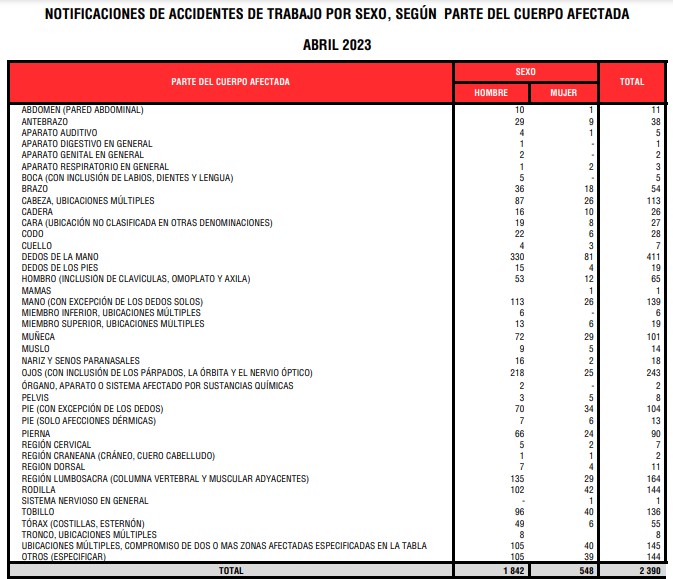 NOTIFICACIONES DE ACCIDENTES DE TRABAJO POR SEXO, SEGÚN PARTE DEL CUERPO AFECTADA
ABRIL 2023
PARTE DEL CUERPO AFECTADA SEXO TOTAL
HOMBRE MUJER
ABDOMEN (PARED ABDOMINAL) 10 1 11
ANTEBRAZO 29 9 38
APARATO AUDITIVO 4 1 5
APARATO DIGESTIVO EN GENERAL 1 - 1
APARATO GENITAL EN GENERAL 2 - 2
APARATO RESPIRATORIO EN GENERAL 1 2 3
BOCA (CON INCLUSIÓN DE LABIOS, DIENTES Y LENGUA) 5 - 5
BRAZO 36 18 54
CABEZA, UBICACIONES MÚLTIPLES 87 26 113
CADERA 16 10 26
CARA (UBICACIÓN NO CLASIFICADA EN OTRAS DENOMINACIONES) 19 8 27
CODO 22 6 28
CUELLO 4 3 7
DEDOS DE LA MANO 330 81 411
DEDOS DE LOS PIES 15 4 19
HOMBRO (INCLUSIÓN DE CLAVÍCULAS, OMOPLATO Y AXILA) 53 12 65
MAMAS 1 1
MANO (CON EXCEPCIÓN DE LOS DEDOS SOLOS) 113 26 139
MIEMBRO INFERIOR, UBICACIONES MÚLTIPLES 6 - 6
MIEMBRO SUPERIOR, UBICACIONES MÚLTIPLES 13 6 19
MUÑECA 72 29 101
MUSLO 9 5 14
NARIZ Y SENOS PARANASALES 16 2 18
OJOS (CON INCLUSIÓN DE LOS PÁRPADOS, LA ÓRBITA Y EL NERVIO ÓPTICO) 218 25 243
ÓRGANO, APARATO O SISTEMA AFECTADO POR SUSTANCIAS QUÍMICAS 2 - 2
PELVIS 3 5 8
PIE (CON EXCEPCIÓN DE LOS DEDOS) 70 34 104
PIE (SOLO AFECCIONES DÉRMICAS) 7 6 13
PIERNA 66 24 90
REGIÓN CERVICAL 5 2 7
REGIÓN CRANEANA (CRÁNEO, CUERO CABELLUDO) 1 1 2
REGION DORSAL 7 4 11
REGIÓN LUMBOSACRA (COLUMNA VERTEBRAL Y MUSCULAR ADYACENTES) 135 29 164
RODILLA 102 42 144
SISTEMA NERVIOSO EN GENERAL - 1 1
TOBILLO 96 40 136
TÓRAX (COSTILLAS, ESTERNÓN) 49 6 55
TRONCO, UBICACIONES MÚLTIPLES 8 8
UBICACIONES MÚLTIPLES, COMPROMISO DE DOS O MAS ZONAS AFECTADAS ESPECIFICADAS EN LA TABLA 105 40 145
OTROS (ESPECIFICAR) 105 39 144
TOTAL 1 842 548 2 390